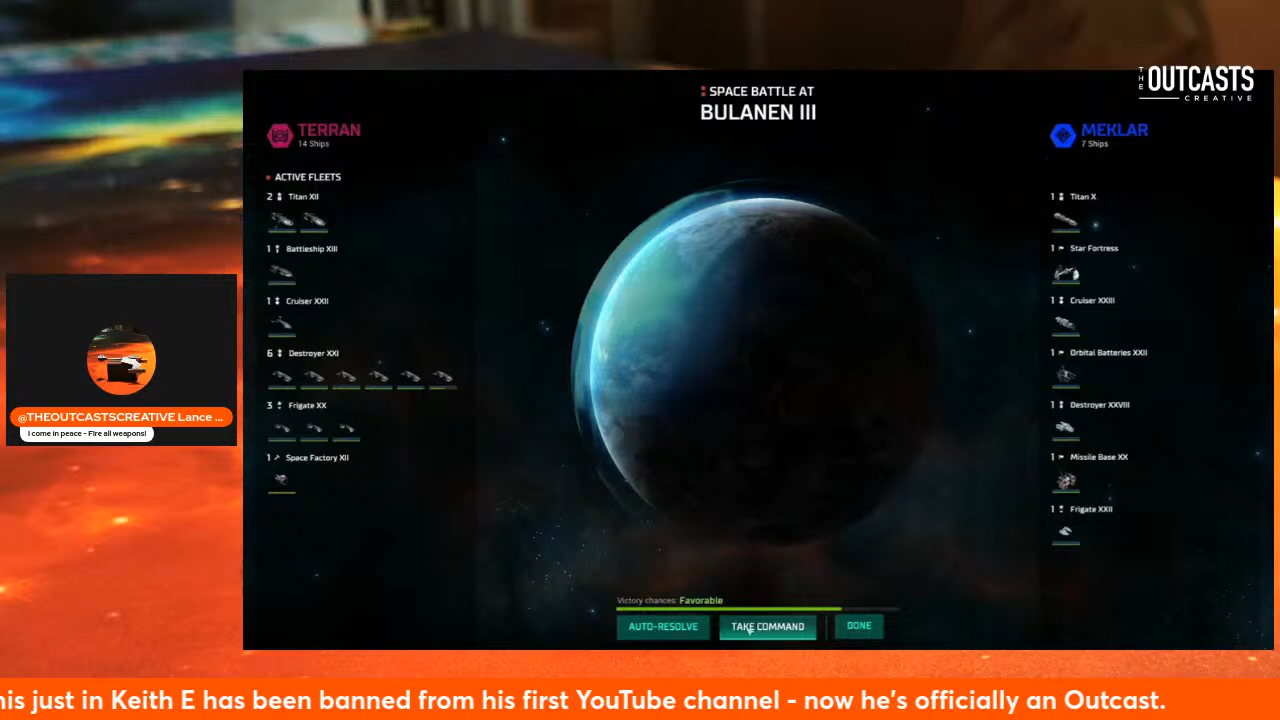 THE OUTCASTS
CREATIVE
SPACE BATTLE AT
BULANEN III
TERRAN
14 Ships
ACTIVE FLEETS
2 Titan XII
1 Battleship XIII
1 Cruiser XXII
6 Destroyer XXI
3 Frigate XX
1 Space Factory XII
MEKLAR
7 Ships
1 Titan X
1 Star Fortress
1 Cruiser XXIII
1 Orbital Batteries XXII
1 Destroyer XXVIII
1 Missile Base XX
1 Frigate XXII
@THEOUTCASTSCREATIVE Lance ...
I come in peace - Fire all weapons!
Victory chances: Favorable
AUTO-RESOLVE
TAKE COMMAND
DONE
his just in Keith E has been banned from his first YouTube channel - now he's officially an Outcast.